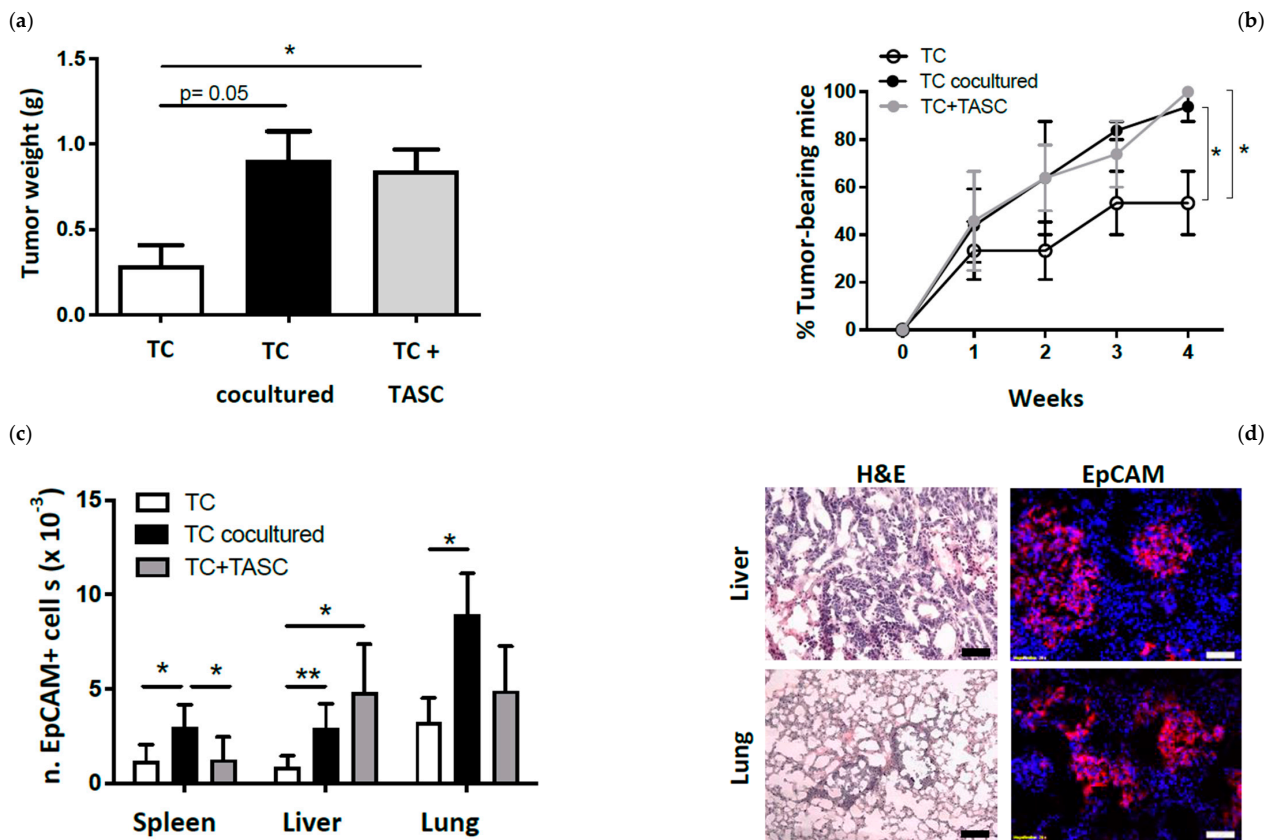 (a)
Tumor weight (g)
1.5
1.0
0.5
0.0
*
p= 0.05
TC
TC
cocultured
TC +
TASC
(b)
TC
TC cocultured
TC+TASC
% Tumor-bearing mice
100
80
60
40
20
0
0 1 2 3 4
Weeks
*
*
(c)
n. EpCAM+ cell s (x 10-3)
15
10
5
0
TC
TC cocultured
TC+TASC
*
*
**
*
*
Spleen Liver Lung
(d)
H&E EpCAM
Liver
Lung